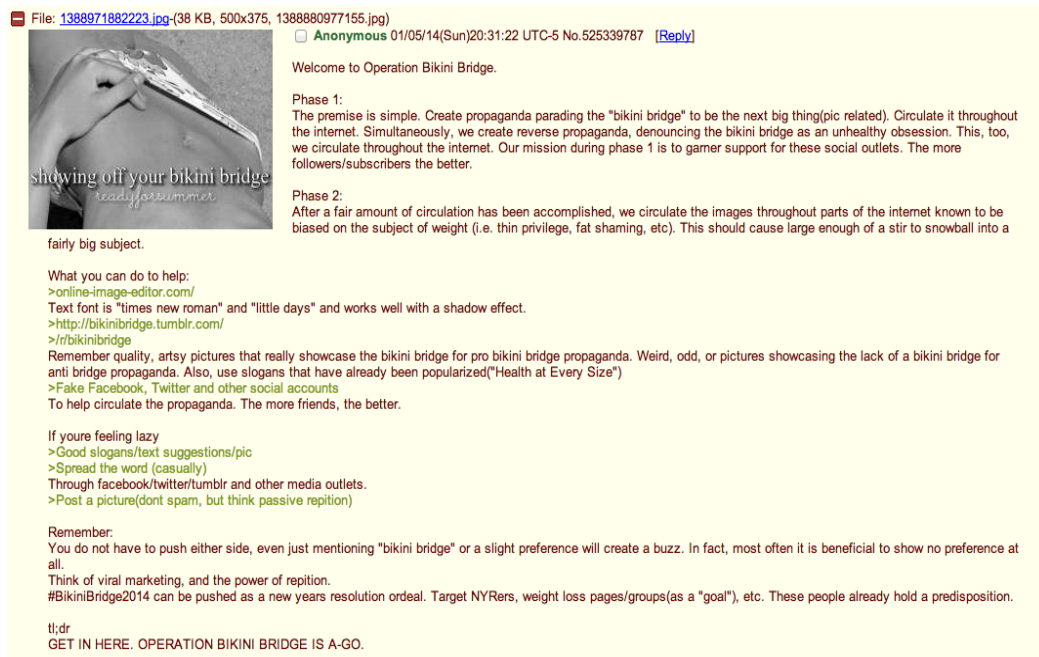 File: 1388971882223.jpg-(38 KB, 500x375, 1388880977155.jpg)
Anonymous 01/05/14(Sun)20:31:22 UTC-5 No.525339787 [Reply]
Welcome to Operation Bikini Bridge.
Phase 1:
The premise is simple. Create propaganda parading the "bikini bridge" to be the next big thing(pic related). Circulate it throughout
the internet. Simultaneously, we create reverse propaganda, denouncing the bikini bridge as an unhealthy obsession. This, too,
we circulate throughout the internet. Our mission during phase 1 is to garner support for these social outlets. The more
followers/subscribers the better.
showing off your bikini bridge
readyforsummer
Phase 2:
After a fair amount of circulation has been accomplished, we circulate the images throughout parts of the internet known to be
biased on the subject of weight (i.e. thin privilege, fat shaming, etc). This should cause large enough of a stir to snowball into a
fairly big subject.
What you can do to help:
>online-image-editor.com/
Text font is "times new roman" and "little days" and works well with a shadow effect.
>http://bikinibridge.tumblr.com/
>/r/bikinibridge
Remember quality, artsy pictures that really showcase the bikini bridge for pro bikini bridge propaganda. Weird, odd, or pictures showcasing the lack of a bikini bridge for
anti bridge propaganda. Also, use slogans that have already been popularized("Health at Every Size")
>Fake Facebook, Twitter and other social accounts
To help circulate the propaganda. The more friends, the better.
If youre feeling lazy
>Good slogans/text suggestions/pic
>Spread the word (casually)
Through facebook/twitter/tumblr and other media outlets.
>Post a picture(dont spam, but think passive repition)
Remember:
You do not have to push either side, even just mentioning "bikini bridge" or a slight preference will create a buzz. In fact, most often it is beneficial to show no preference at
all.
Think of viral marketing, and the power of repition.
#BikiniBridge2014 can be pushed as a new years resolution ordeal. Target NYRers, weight loss pages/groups(as a "goal"), etc. These people already hold a predisposition.
tl;dr
GET IN HERE. OPERATION BIKINI BRIDGE IS A-GO.